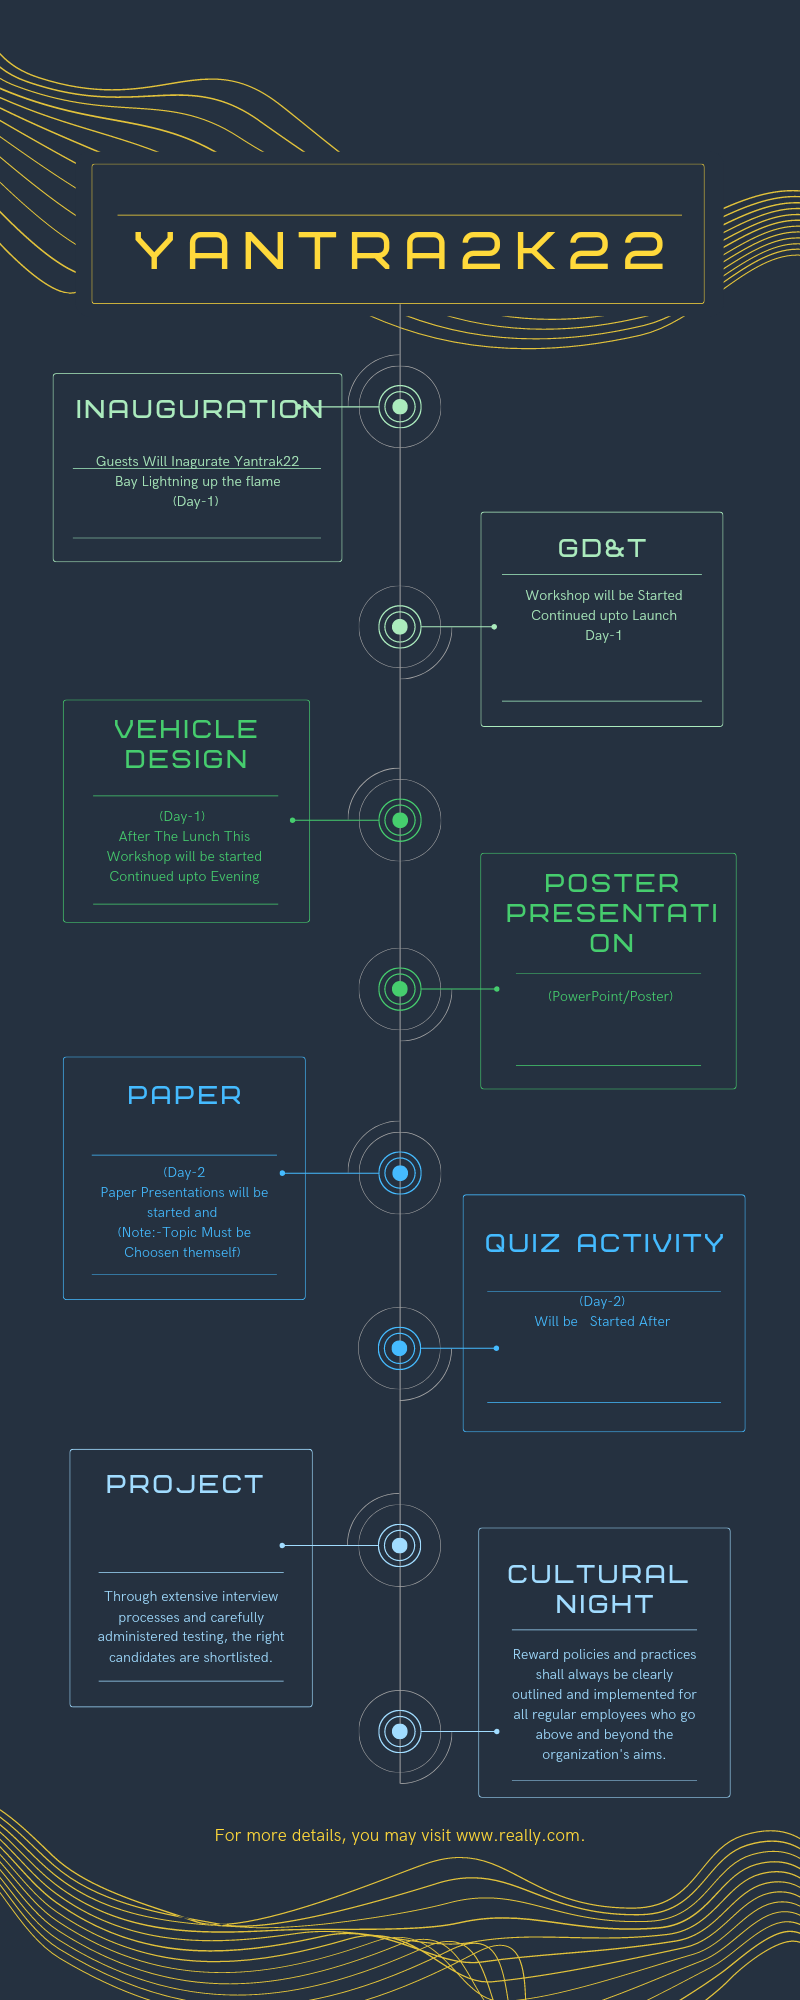 YANTRA2K22
INAUGURATION
Guests Will Inagurate Yantrak22
Bay Lightning up the flame
(Day-1)
GD&T
Workshop will be Started
Continued upto Launch
Day-1
VEHICLE
DESIGN
(Day-1)
After The Lunch This
Workshop will be started
Continued upto Evening
POSTER
PRESENTATI
ON
(PowerPoint/Poster)
PAPER
(Day-2
Paper Presentations will be
started and
(Note:-Topic Must be
Choosen themself)
QUIZ ACTIVITY
(Day-2)
Will be Started After
PROJECT
Through extensive interview
processes and carefully
administered testing, the right
candidates are shortlisted.
CULTURAL
NIGHT
Reward policies and practices
shall always be clearly
outlined and implemented for
all regular employees who go
above and beyond the
organization's aims.
For more details, you may visit www.really.com.